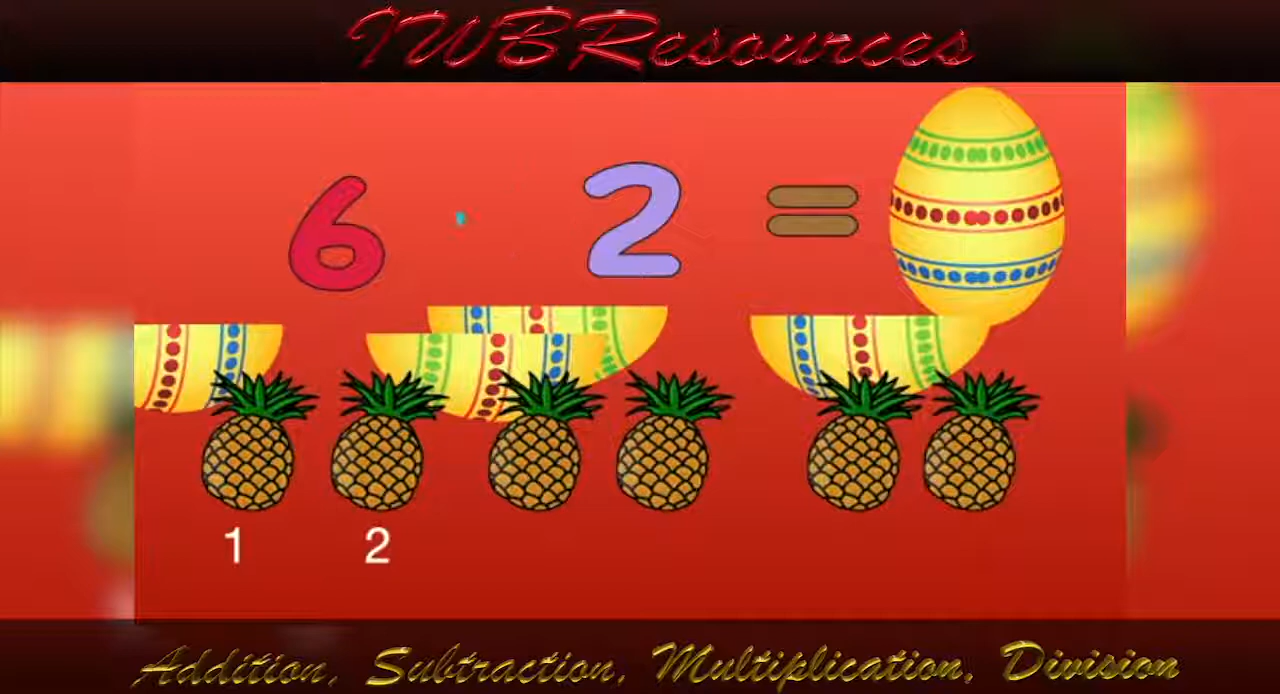 IWBResources
6 · 2 =
1 2
Addition, Subtraction, Multiplication, Division